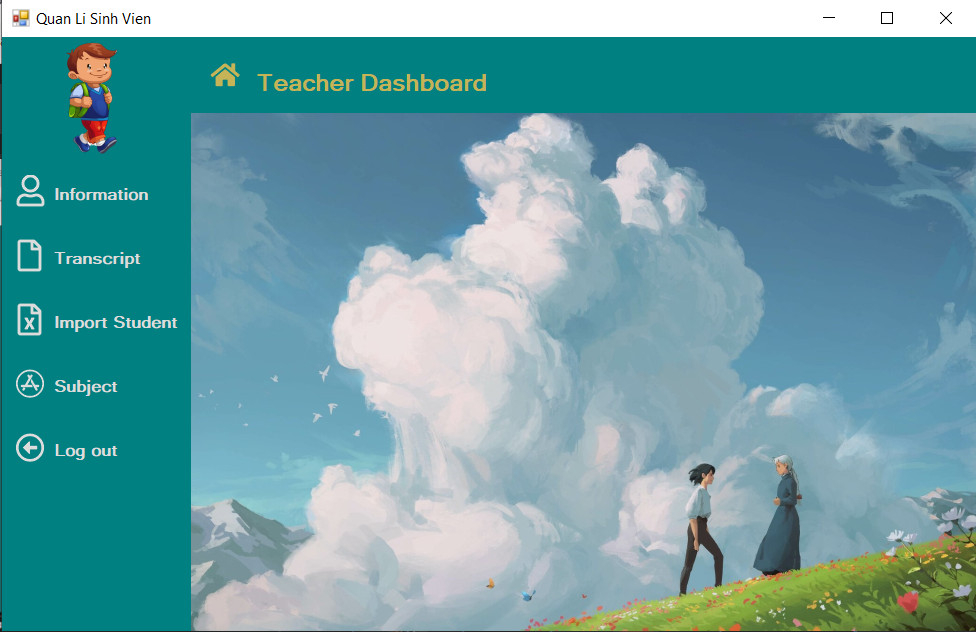 Quan Li Sinh Vien
Teacher Dashboard
Information
Transcript
Import Student
Subject
Log out